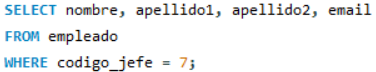 SELECT nombre, apellido1, apellido2, email
FROM empleado
WHERE codigo_jefe = 7;